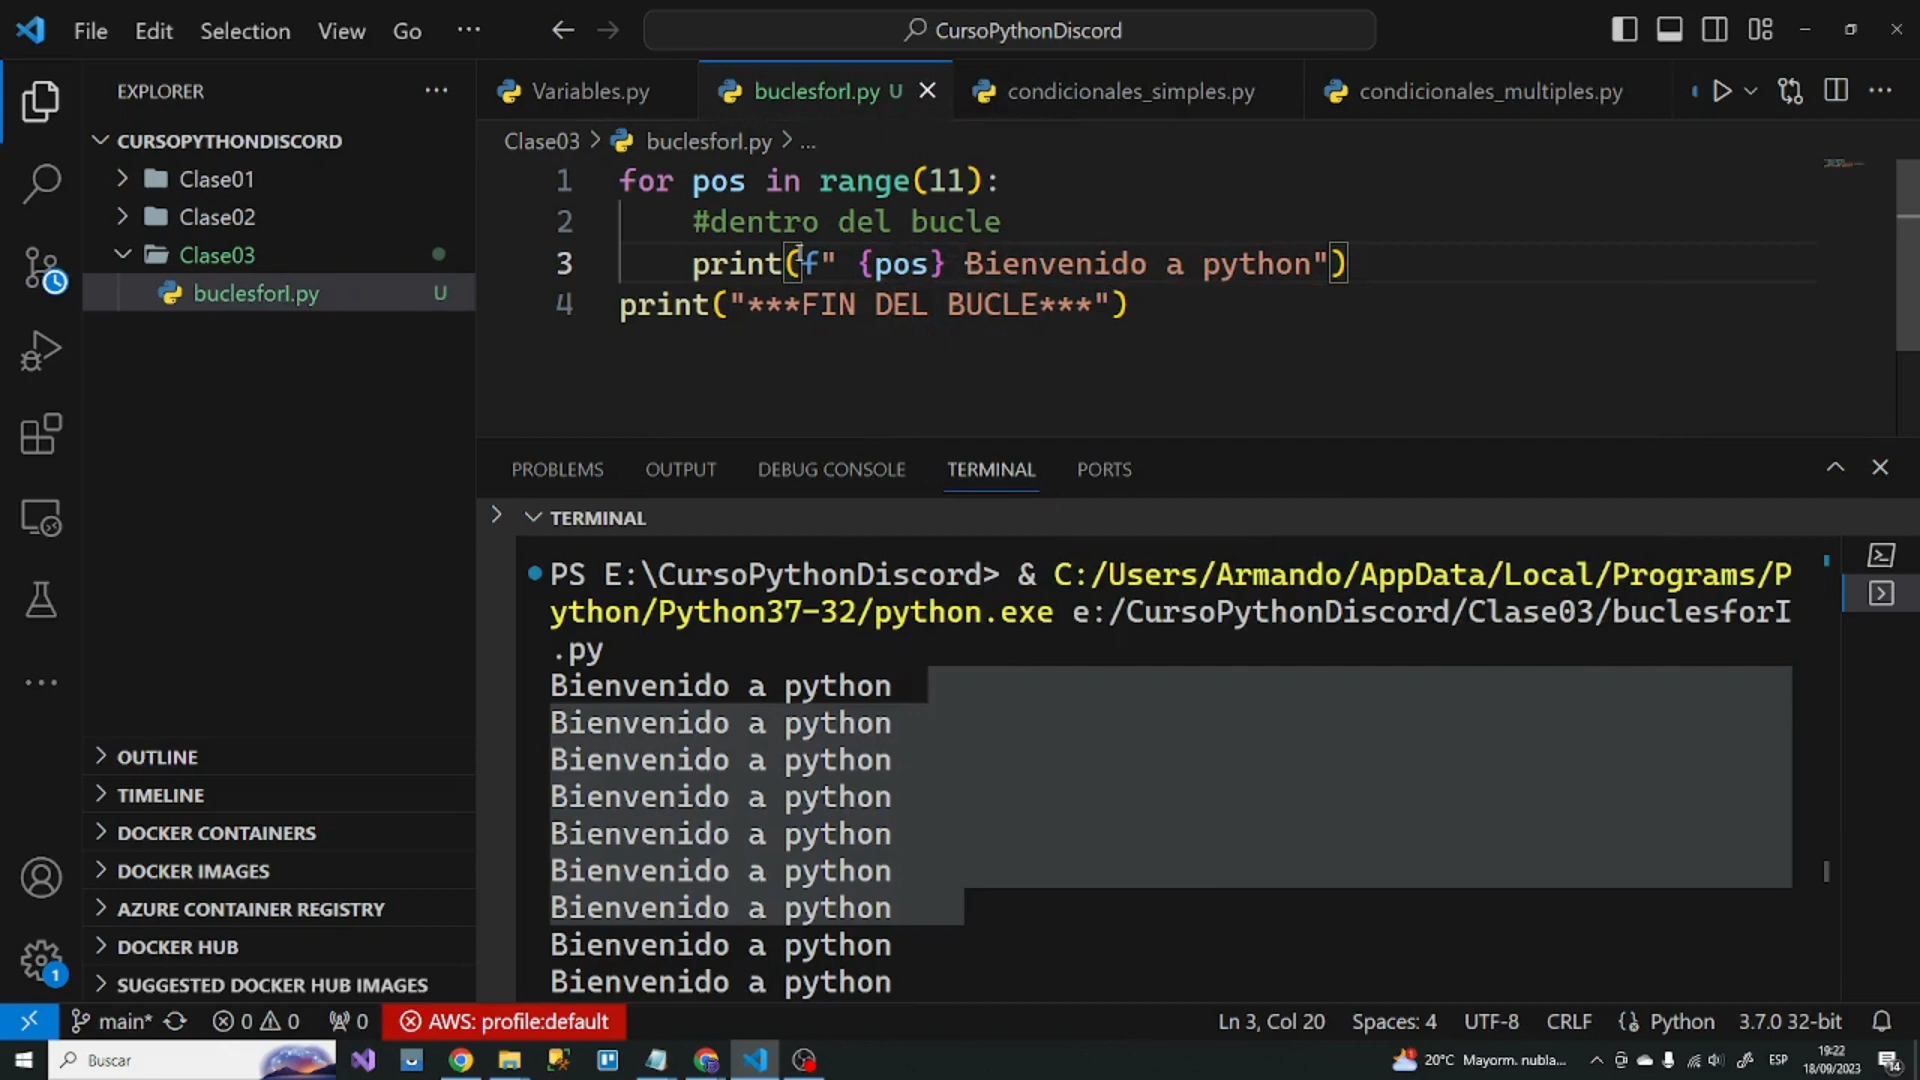 File Edit Selection View Go ··· CursoPythonDiscord
EXPLORER ···
Variables.py buclesforI.py U condicionales_simples.py condicionales_multiples.py
CURSOPYTHONDISCORD
Clase01
Clase02
Clase03
buclesforI.py U
OUTLINE
TIMELINE
DOCKER CONTAINERS
DOCKER IMAGES
AZURE CONTAINER REGISTRY
DOCKER HUB
SUGGESTED DOCKER HUB IMAGES
Clase03 > buclesforI.py > ...
1 for pos in range(11):
2 #dentro del bucle
3 print(f" {pos} Bienvenido a python")
4 print("***FIN DEL BUCLE***")
PROBLEMS OUTPUT DEBUG CONSOLE TERMINAL PORTS
TERMINAL
PS E:\CursoPythonDiscord> & C:/Users/Armando/AppData/Local/Programs/P
ython/Python37-32/python.exe e:/CursoPythonDiscord/Clase03/buclesforI
.py
Bienvenido a python
Bienvenido a python
Bienvenido a python
Bienvenido a python
Bienvenido a python
Bienvenido a python
Bienvenido a python
Bienvenido a python
Bienvenido a python
1
main* 0 0 0 AWS: profile:default Ln 3, Col 20 Spaces: 4 UTF-8 CRLF Python 3.7.0 32-bit
Buscar 20°C Mayorm. nubla... ESP 19:22
18/09/2023 14